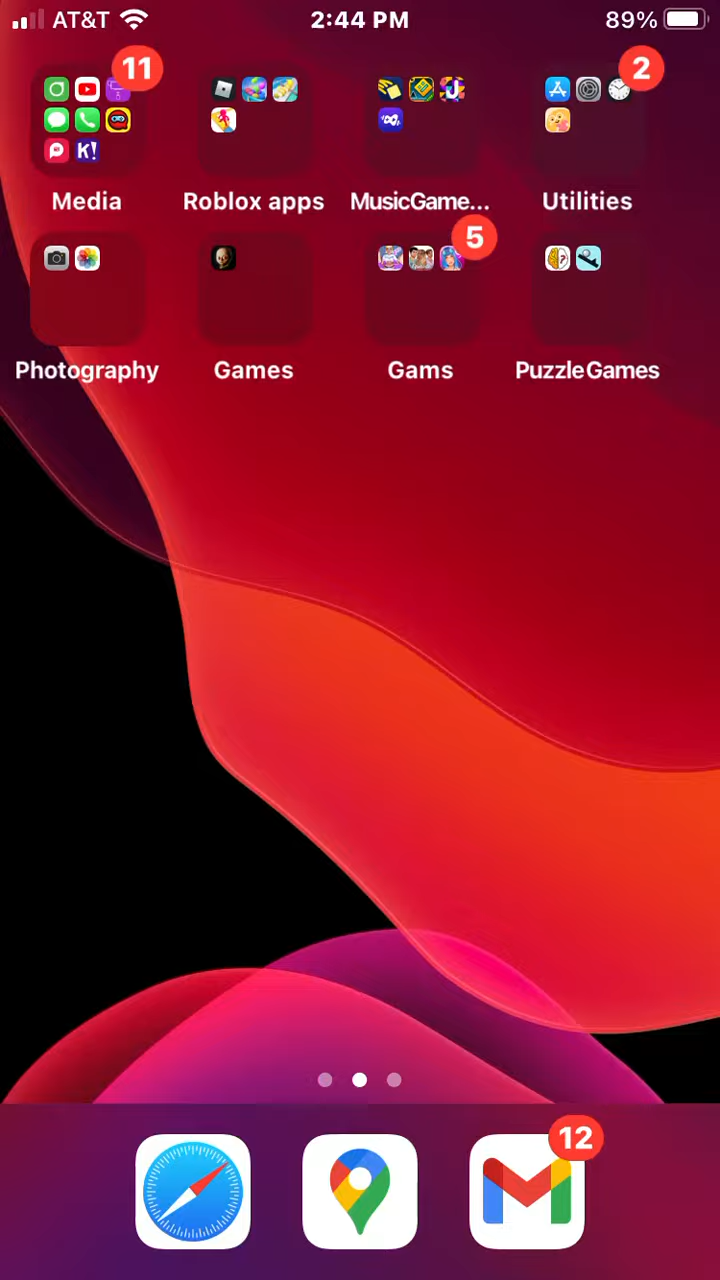 AT&T 2:44 PM 89%
11 2
K!
Media Roblox apps MusicGame... Utilities
5
Photography Games Gams PuzzleGames
12